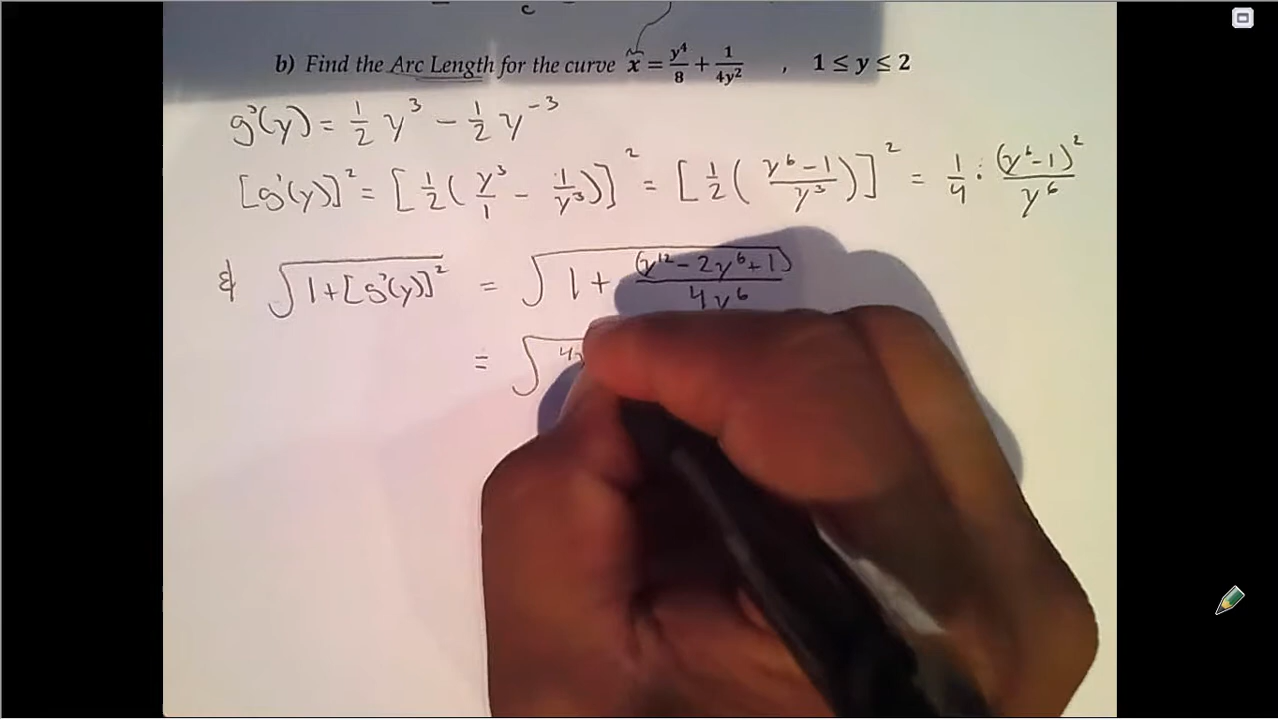 c
b) Find the Arc Length for the curve x = y⁴/8 + 1/4y² , 1 ≤ y ≤ 2
g'(y) = 1/2 y³ − 1/2 y⁻³
[g'(y)]² = [1/2 (y³/1 − 1/y³)]² = [1/2 (y⁶ − 1/y³)]² = 1/4 · (y⁶−1)²/y⁶
& √1+[g'(y)]² = √1 + (y¹² − 2y⁶ + 1)/4y⁶
= √4y